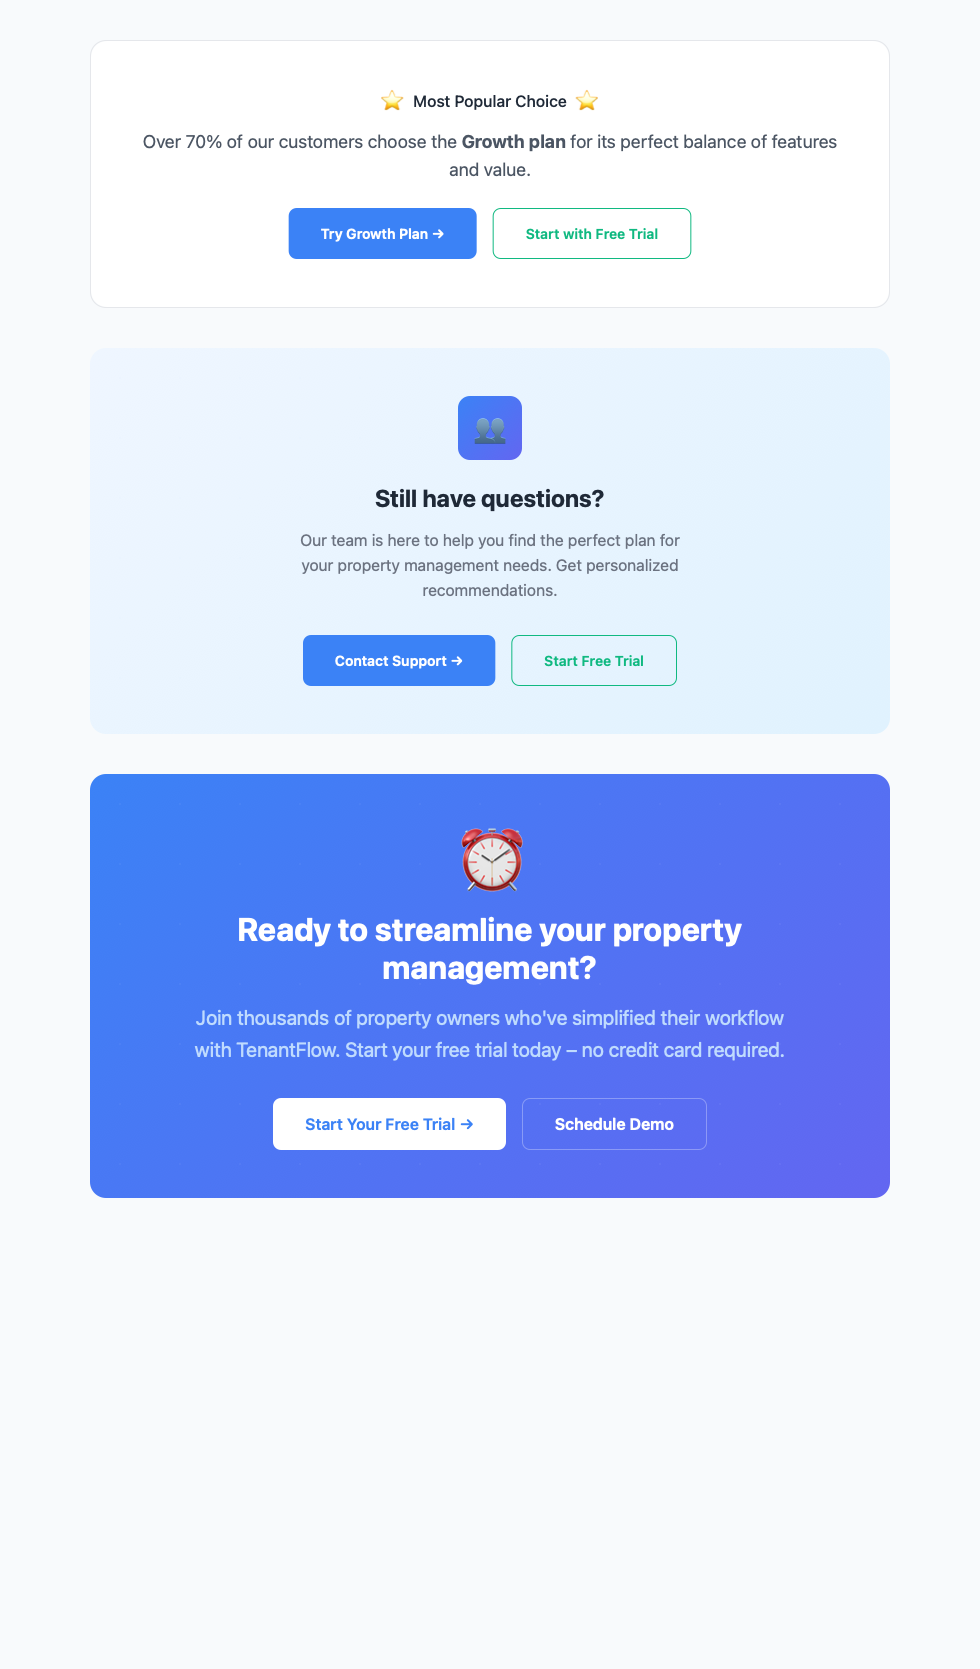 Most Popular Choice
Over 70% of our customers choose the Growth plan for its perfect balance of features
and value.
Try Growth Plan →
Start with Free Trial
Still have questions?
Our team is here to help you find the perfect plan for
your property management needs. Get personalized
recommendations.
Contact Support →
Start Free Trial
Ready to streamline your property
management?
Join thousands of property owners who've simplified their workflow
with TenantFlow. Start your free trial today – no credit card required.
Start Your Free Trial →
Schedule Demo